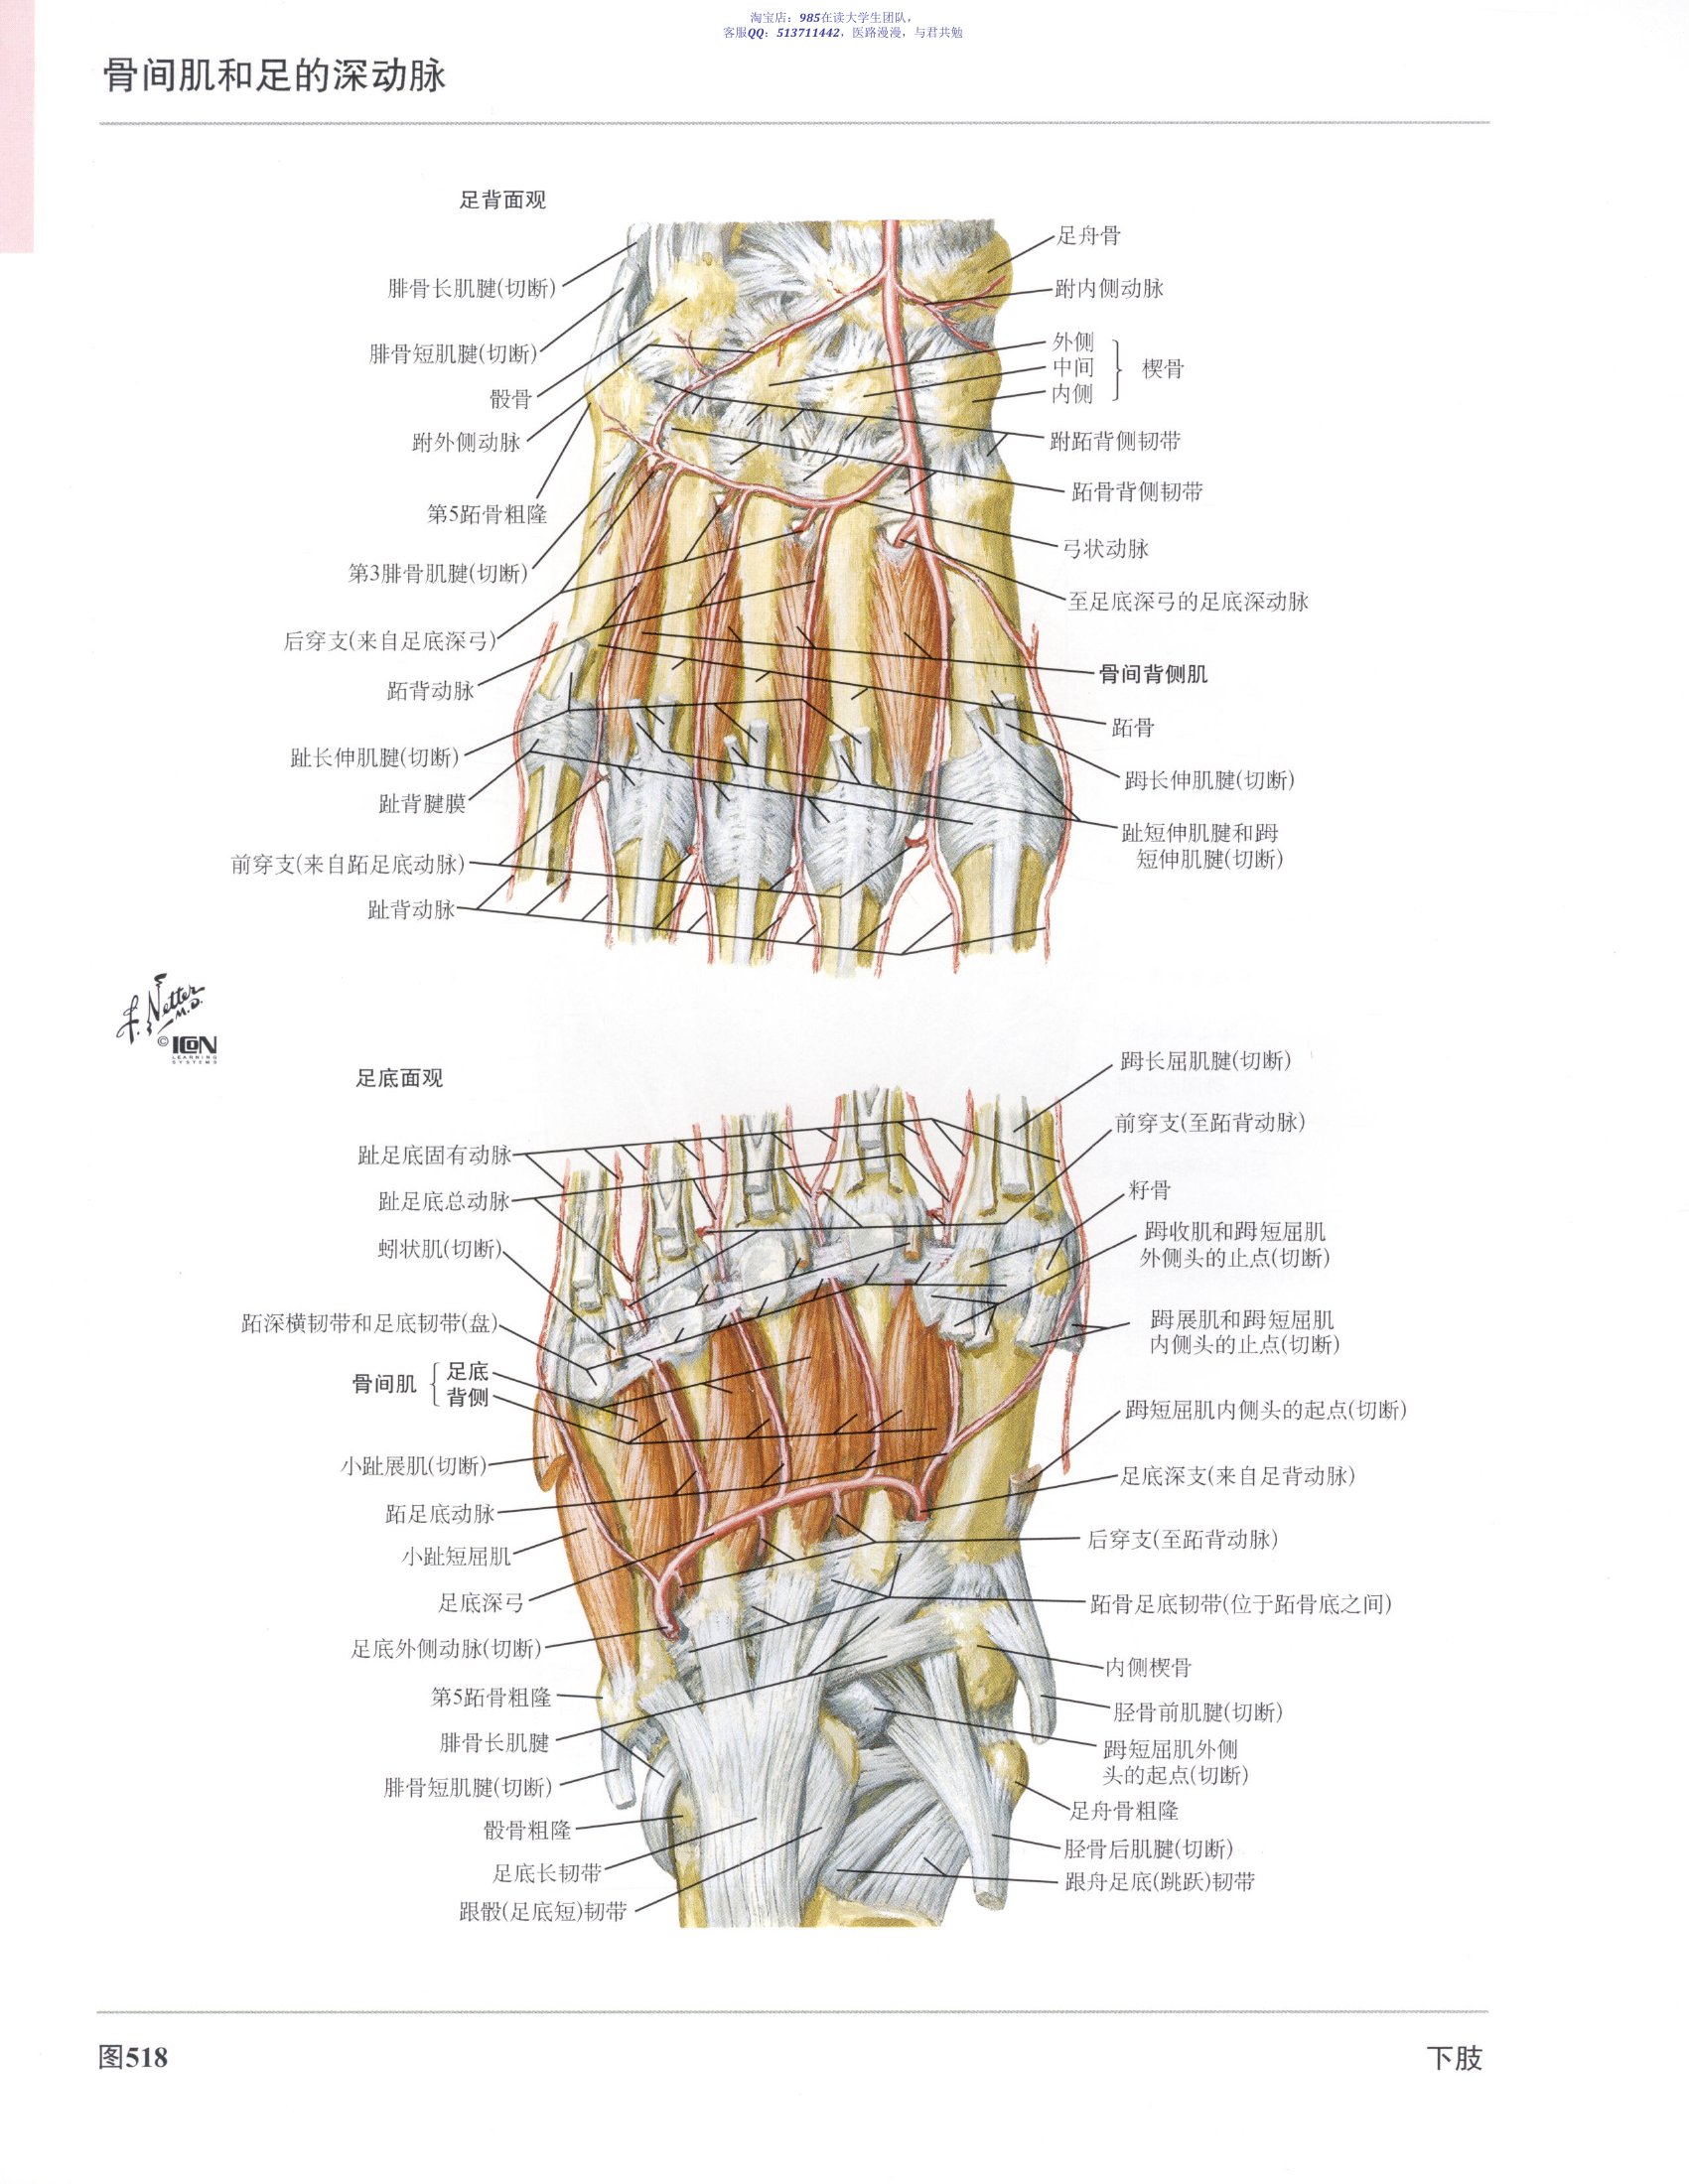 淘宝店：985在读大学生团队，
客服QQ：513711442，医路漫漫，与君共勉
骨间肌和足的深动脉
足背面观
腓骨长肌腱(切断)
腓骨短肌腱(切断)
骰骨
跗外侧动脉
第5跖骨粗隆
第3腓骨肌腱(切断)
后穿支(来自足底深弓)
跖背动脉
趾长伸肌腱(切断)
趾背腱膜
前穿支(来自跖足底动脉)
趾背动脉
足舟骨
跗内侧动脉
外侧
中间
内侧
楔骨
跗跖背侧韧带
跖骨背侧韧带
弓状动脉
至足底深弓的足底深动脉
骨间背侧肌
跖骨
踇长伸肌腱(切断)
趾短伸肌腱和踇
短伸肌腱(切断)
F. Netter M.D.
© ICON
LEARNING
SYSTEMS
足底面观
趾足底固有动脉
趾足底总动脉
蚓状肌(切断)
跖深横韧带和足底韧带(盘)
骨间肌
足底
背侧
小趾展肌(切断)
跖足底动脉
小趾短屈肌
足底深弓
足底外侧动脉(切断)
第5跖骨粗隆
腓骨长肌腱
腓骨短肌腱(切断)
骰骨粗隆
足底长韧带
跟骰(足底短)韧带
踇长屈肌腱(切断)
前穿支(至跖背动脉)
籽骨
踇收肌和踇短屈肌
外侧头的止点(切断)
踇展肌和踇短屈肌
内侧头的止点(切断)
踇短屈肌内侧头的起点(切断)
足底深支(来自足背动脉)
后穿支(至跖背动脉)
跖骨足底韧带(位于跖骨底之间)
内侧楔骨
胫骨前肌腱(切断)
踇短屈肌外侧
头的起点(切断)
足舟骨粗隆
胫骨后肌腱(切断)
跟舟足底(跳跃)韧带
图518
下肢